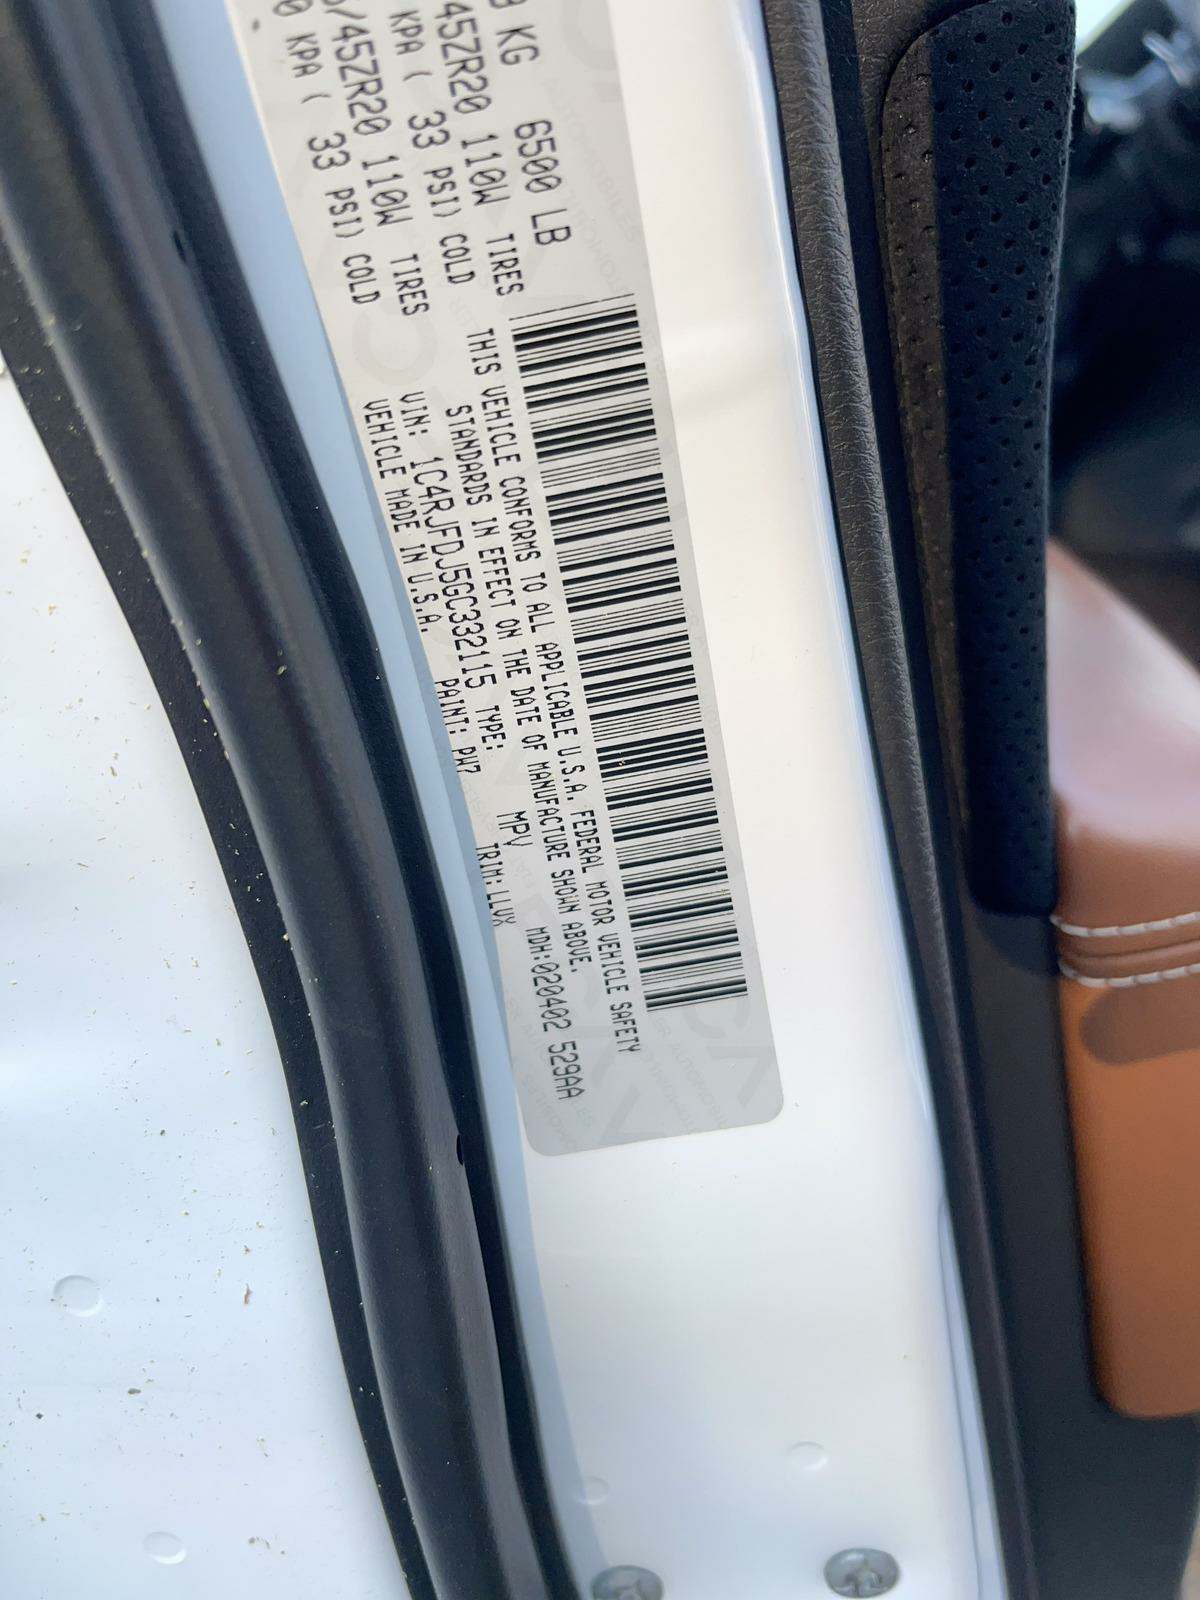 KG 6500 LB
45ZR20 110W TIRES
KPA ( 33 PSI) COLD
/45ZR20 110W TIRES
0 KPA ( 33 PSI) COLD
THIS VEHICLE CONFORMS TO ALL APPLICABLE U.S.A. FEDERAL MOTOR VEHICLE SAFETY
STANDARDS IN EFFECT ON THE DATE OF MANUFACTURE SHOWN ABOVE.
MDH:020402 529AA
VIN: 1C4RJFDJ5GC332115 TYPE: MPV
VEHICLE MADE IN U.S.A. PAINT: PW7 TRIM:LLVX